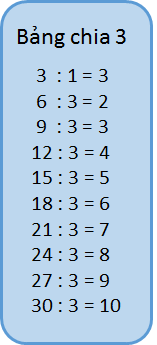 Bảng chia 3
3 : 1 = 3
6 : 3 = 2
9 : 3 = 3
12 : 3 = 4
15 : 3 = 5
18 : 3 = 6
21 : 3 = 7
24 : 3 = 8
27 : 3 = 9
30 : 3 = 10